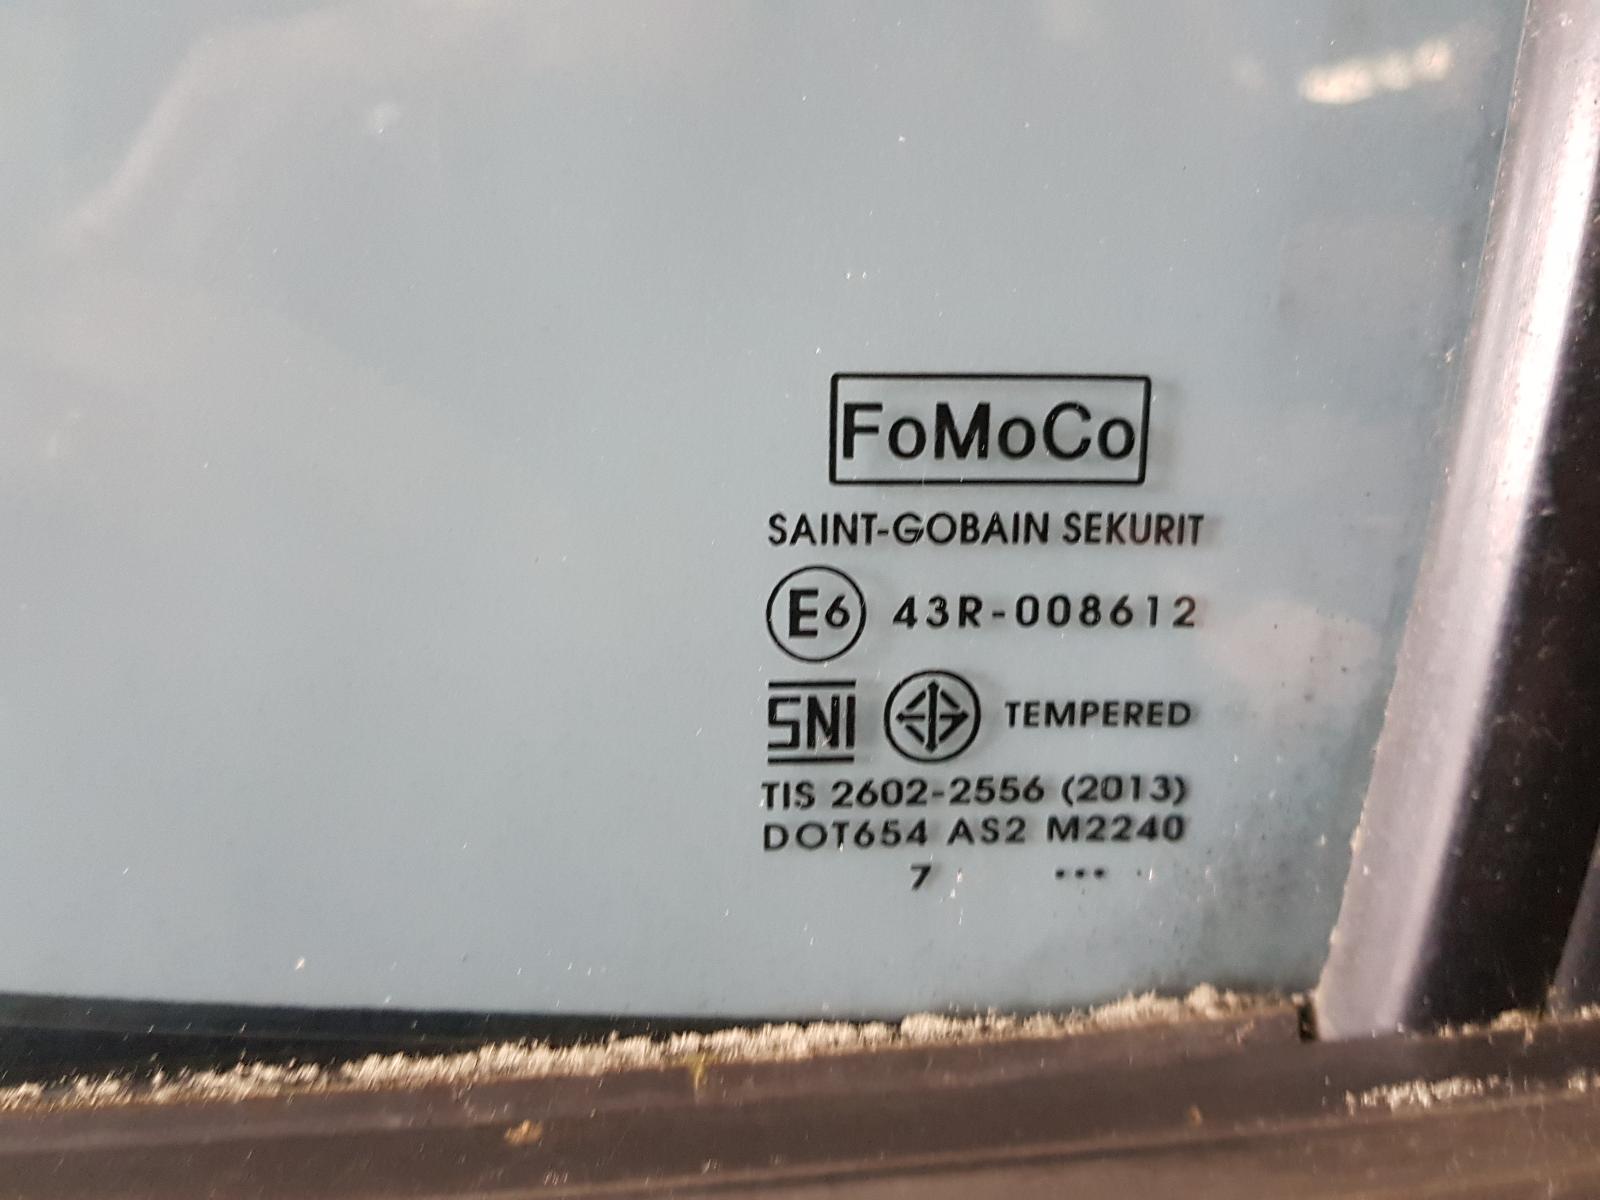 FoMoCo
SAINT-GOBAIN SEKURIT
E6 43R-008612
SNI TEMPERED
TIS 2602-2556 (2013)
DOT654 AS2 M2240
7 ...